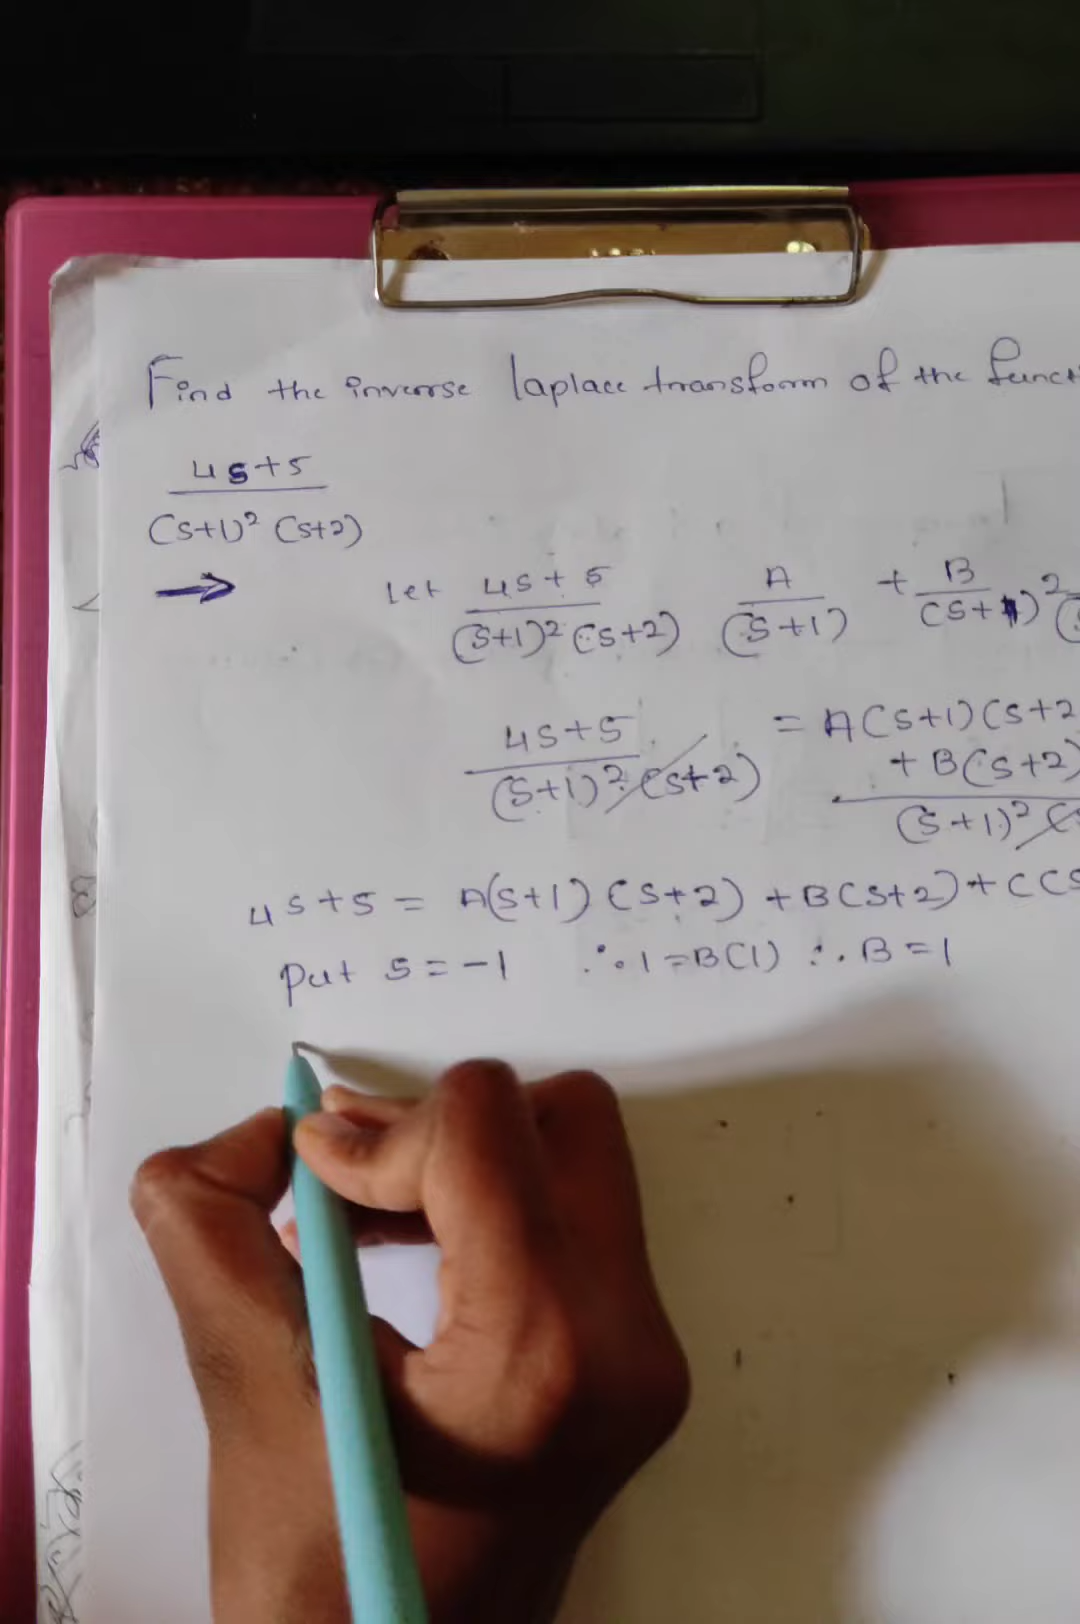 Find the inverse laplace transform of the funct
4s+5
(s+1)² (s+2)
→ Let 4s+5 A + B
(s+1)² (s+2) (s+1) (s+1)²
4s+5 = A(s+1)(s+2
+ B(s+2)
(s+1)² (s+2) (s+1)² (s
4s+5 = A(s+1) (s+2) + B(s+2) + C(s
Put s = -1 ∴ 1 = B(1) ∴ B = 1